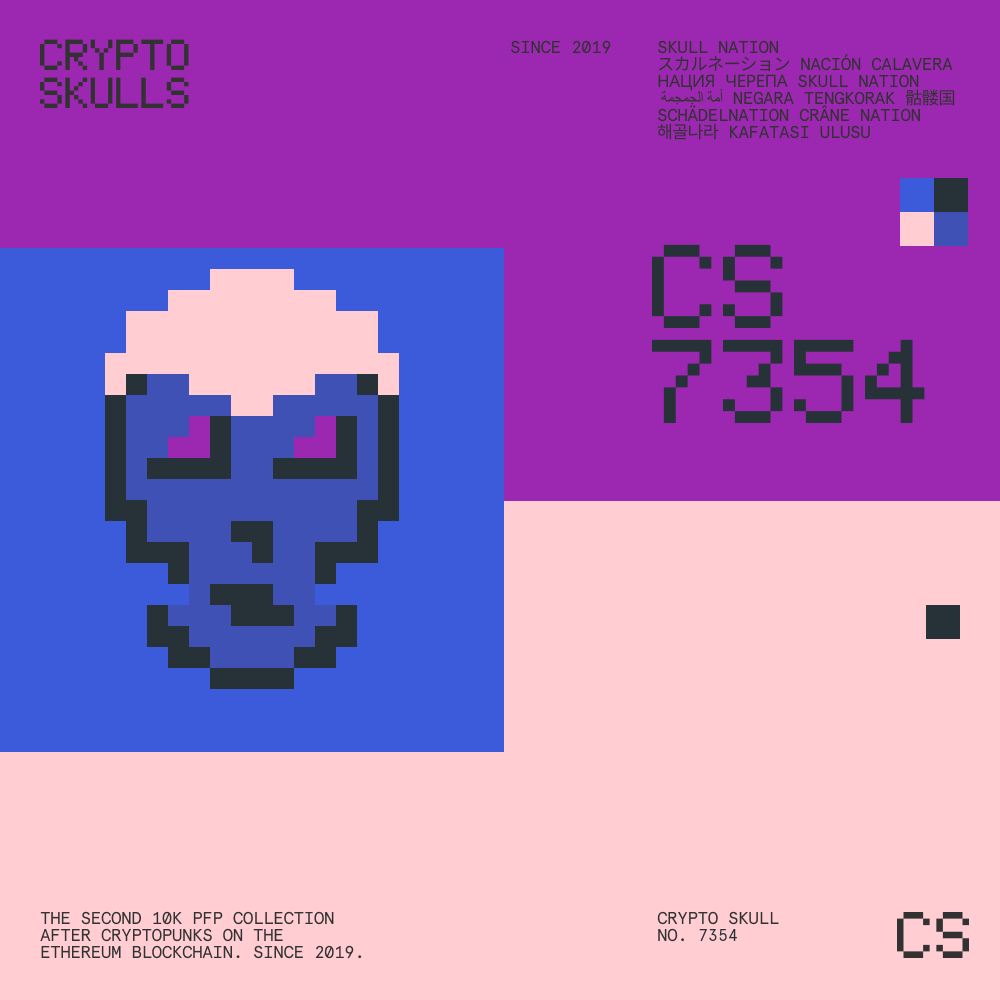 CRYPTO
SKULLS
SINCE 2019
SKULL NATION
スカルネーション NACIÓN CALAVERA
НАЦИЯ ЧЕРЕПА SKULL NATION
أمة الجمجمة NEGARA TENGKORAK 骷髅国
SCHÄDELNATION CRÂNE NATION
해골나라 KAFATASI ULUSU
CS
7354
THE SECOND 10K PFP COLLECTION
AFTER CRYPTOPUNKS ON THE
ETHEREUM BLOCKCHAIN. SINCE 2019.
CRYPTO SKULL
NO. 7354
CS